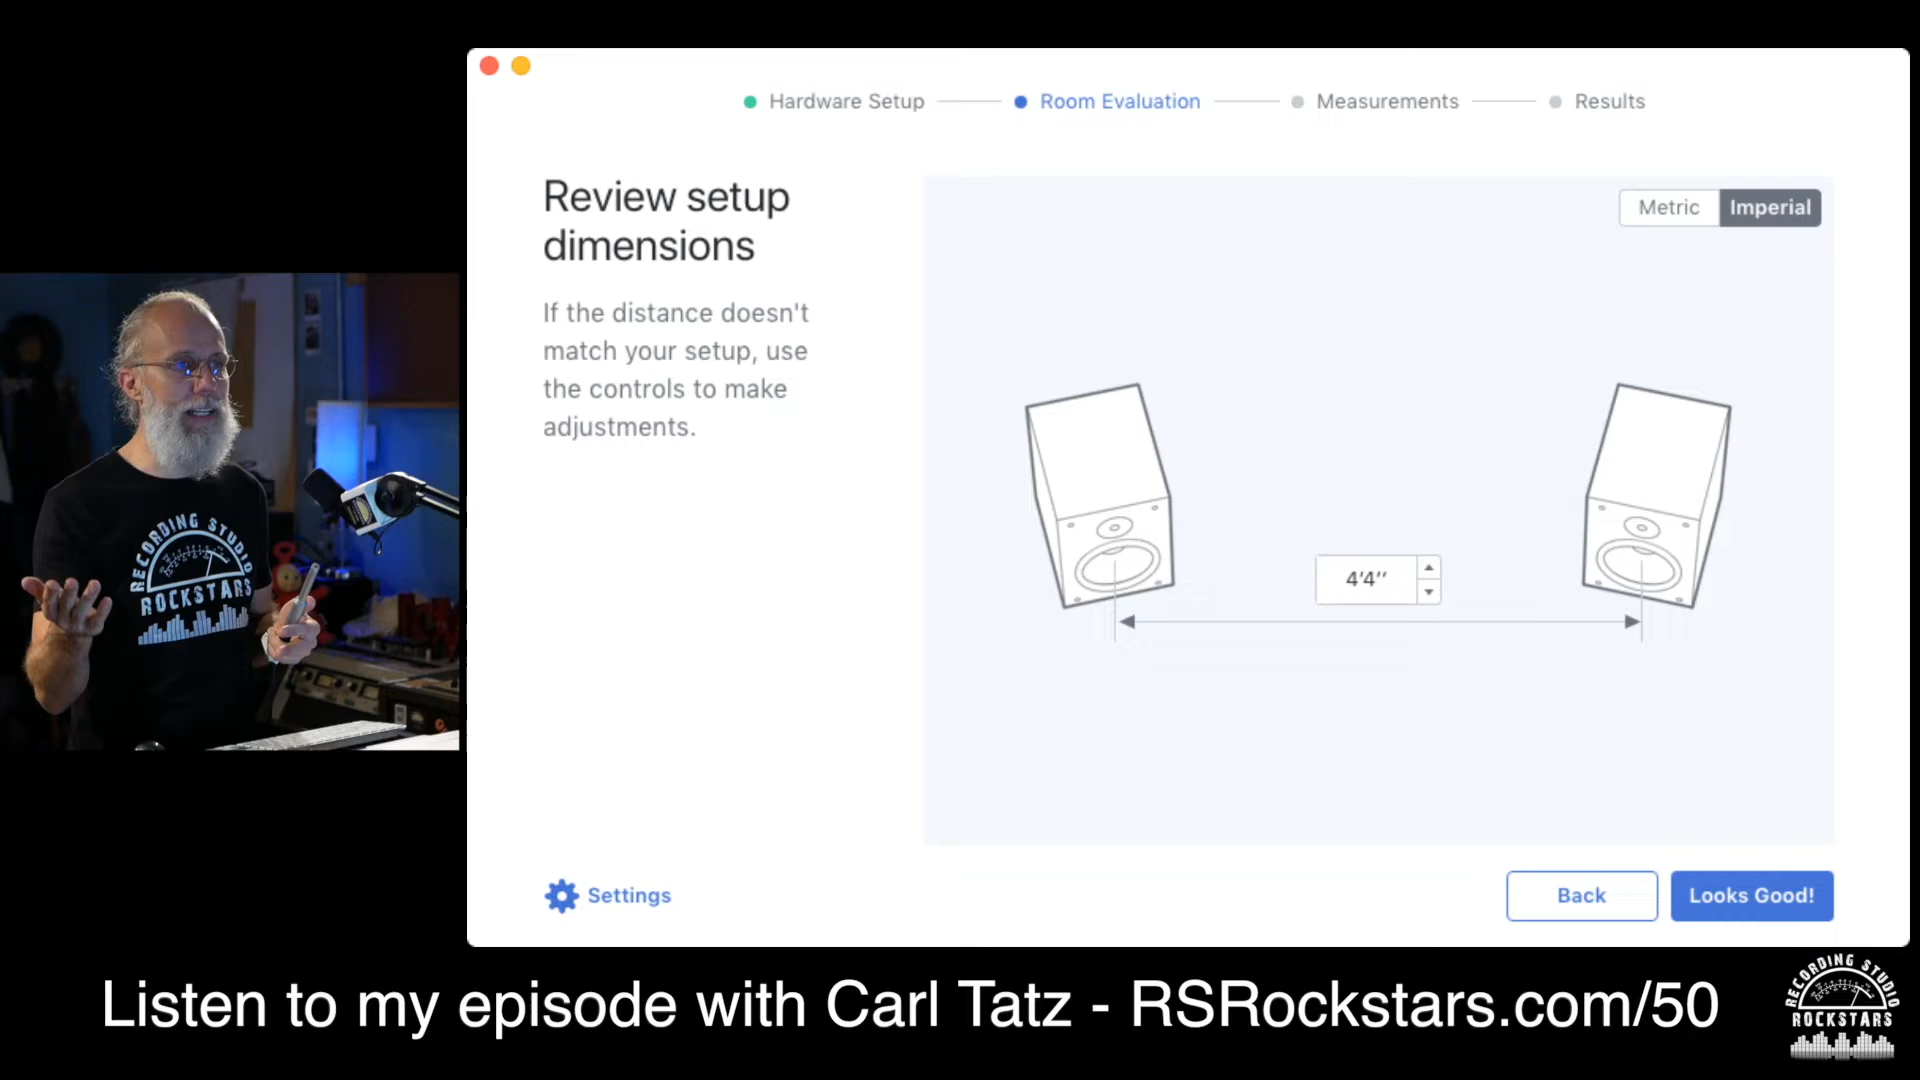 Hardware Setup
Room Evaluation
Measurements
Results
Review setup
dimensions
If the distance doesn't
match your setup, use
the controls to make
adjustments.
Metric
Imperial
4'4''
Settings
Back
Looks Good!
RECORDING STUDIO
ROCKSTARS
Listen to my episode with Carl Tatz - RSRockstars.com/50
RECORDING STUDIO
ROCKSTARS